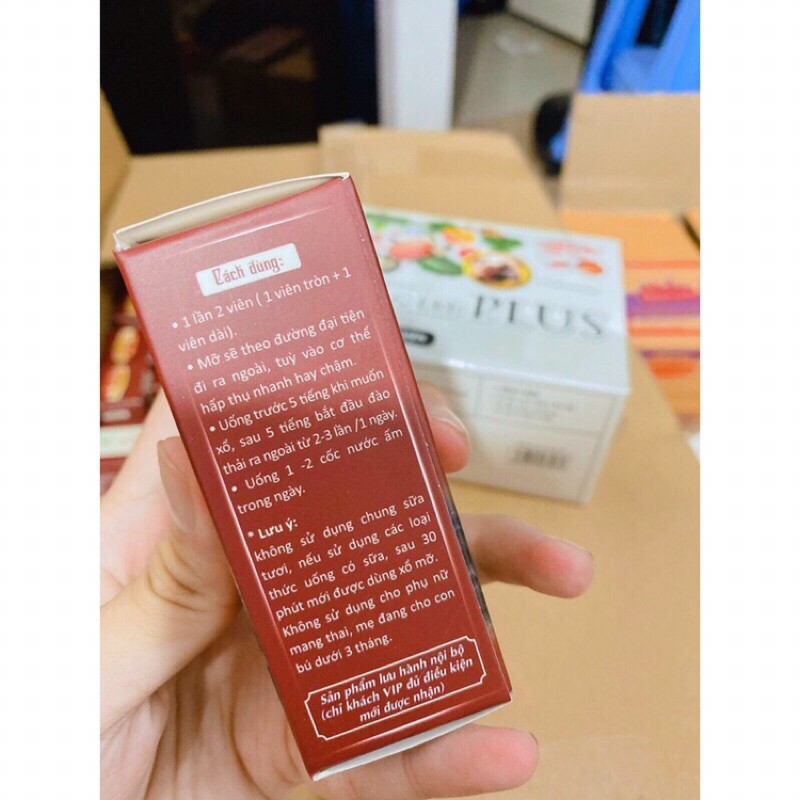 Cách dùng:
• 1 lần 2 viên ( 1 viên tròn + 1
viên dài).
• Mỡ sẽ theo đường đại tiện
đi ra ngoài, tuỳ vào cơ thể
hấp thụ nhanh hay chậm.
• Uống trước 5 tiếng khi muốn
xổ, sau 5 tiếng bắt đầu đào
thải ra ngoài từ 2-3 lần /1 ngày.
• Uống 1 -2 cốc nước ấm
trong ngày.
• Lưu ý:
không sử dụng chung sữa
tươi, nếu sử dụng các loại
thức uống có sữa, sau 30
phút mới được dùng xổ mỡ.
Không sử dụng cho phụ nữ
mang thai, mẹ đang cho con
bú dưới 3 tháng.
Sản phẩm lưu hành nội bộ
(chỉ khách VIP đủ điều kiện
mới được nhận)
PLUS